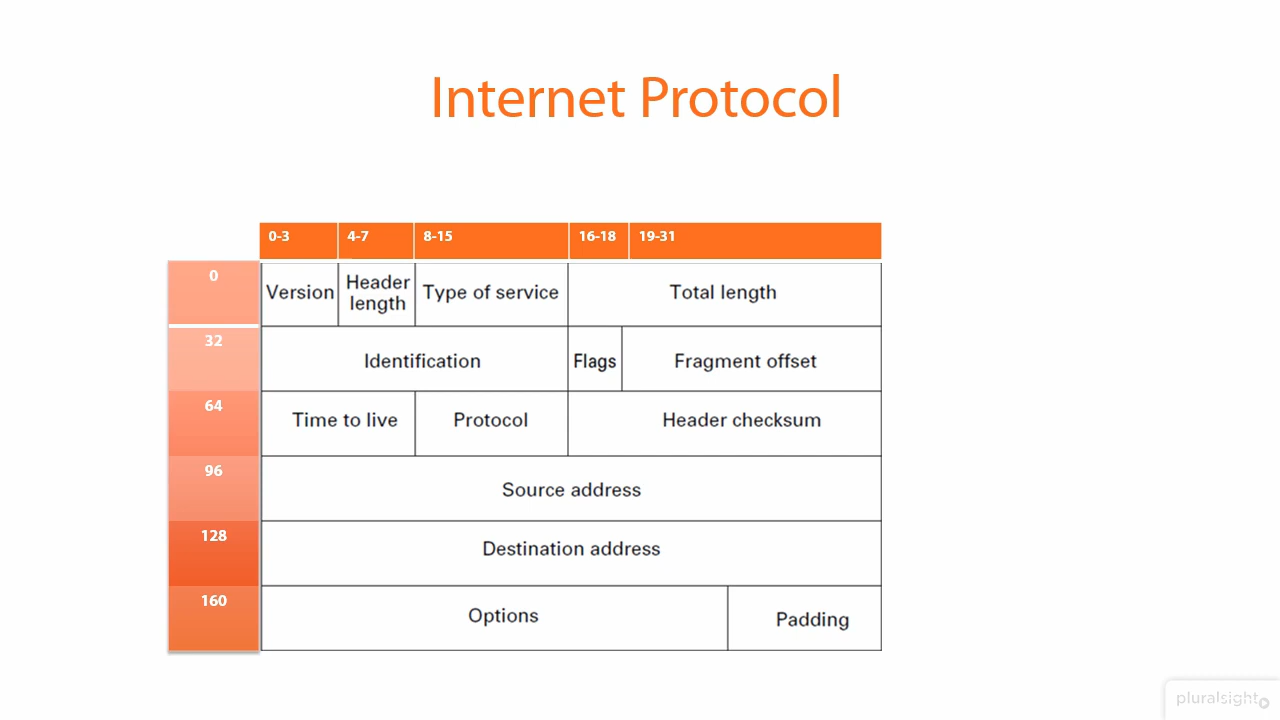 Internet Protocol
0-3 4-7 8-15 16-18 19-31
0 Version Header length Type of service Total length
32 Identification Flags Fragment offset
64 Time to live Protocol Header checksum
96 Source address
128 Destination address
160 Options Padding
pluralsight